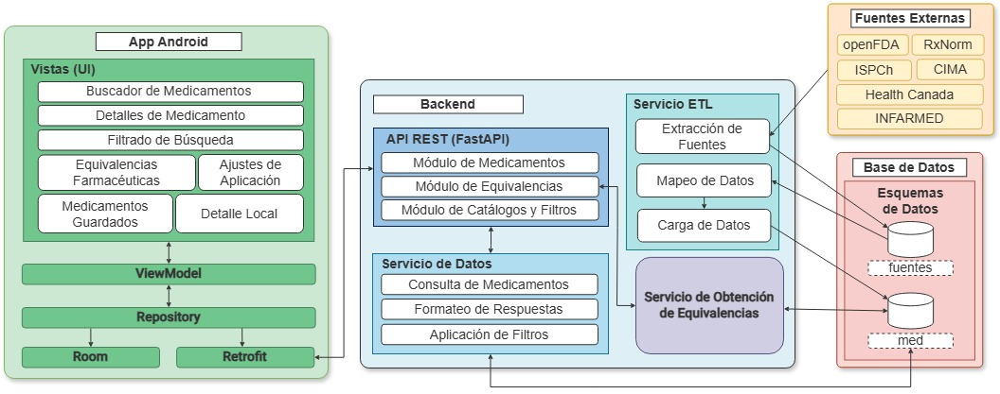 App Android
Vistas (UI)
Buscador de Medicamentos
Detalles de Medicamento
Filtrado de Búsqueda
Equivalencias
Farmacéuticas
Ajustes de
Aplicación
Medicamentos
Guardados
Detalle Local
ViewModel
Repository
Room
Retrofit
Backend
API REST (FastAPI)
Módulo de Medicamentos
Módulo de Equivalencias
Módulo de Catálogos y Filtros
Servicio de Datos
Consulta de Medicamentos
Formateo de Respuestas
Aplicación de Filtros
Servicio ETL
Extracción de
Fuentes
Mapeo de Datos
Carga de Datos
Servicio de Obtención
de Equivalencias
Fuentes Externas
openFDA
RxNorm
ISPCh
CIMA
Health Canada
INFARMED
Base de Datos
Esquemas
de Datos
fuentes
med